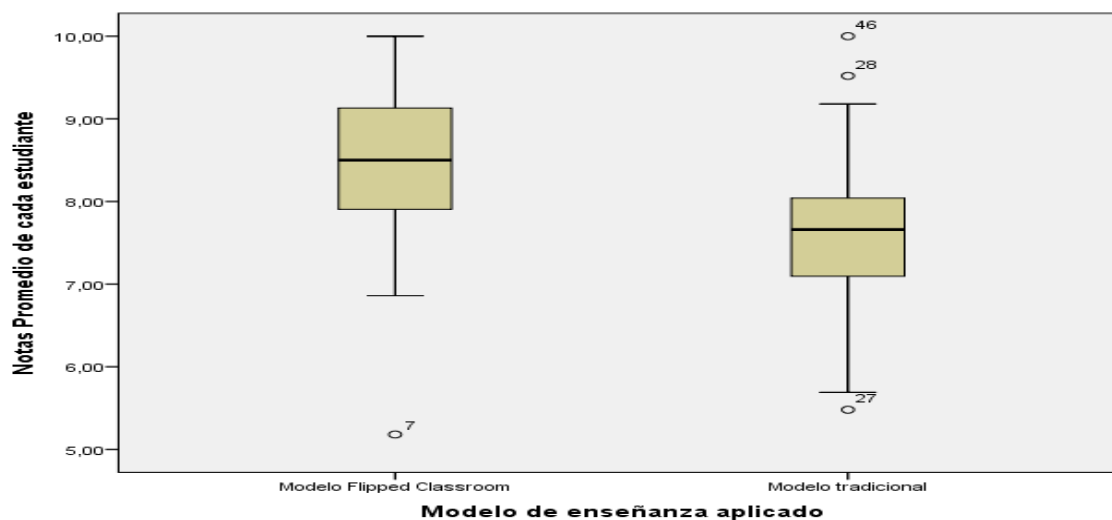 Notas Promedio de cada estudiante
10,00
9,00
8,00
7,00
6,00
5,00
46
28
27
7
Modelo Flipped Classroom
Modelo tradicional
Modelo de enseñanza aplicado